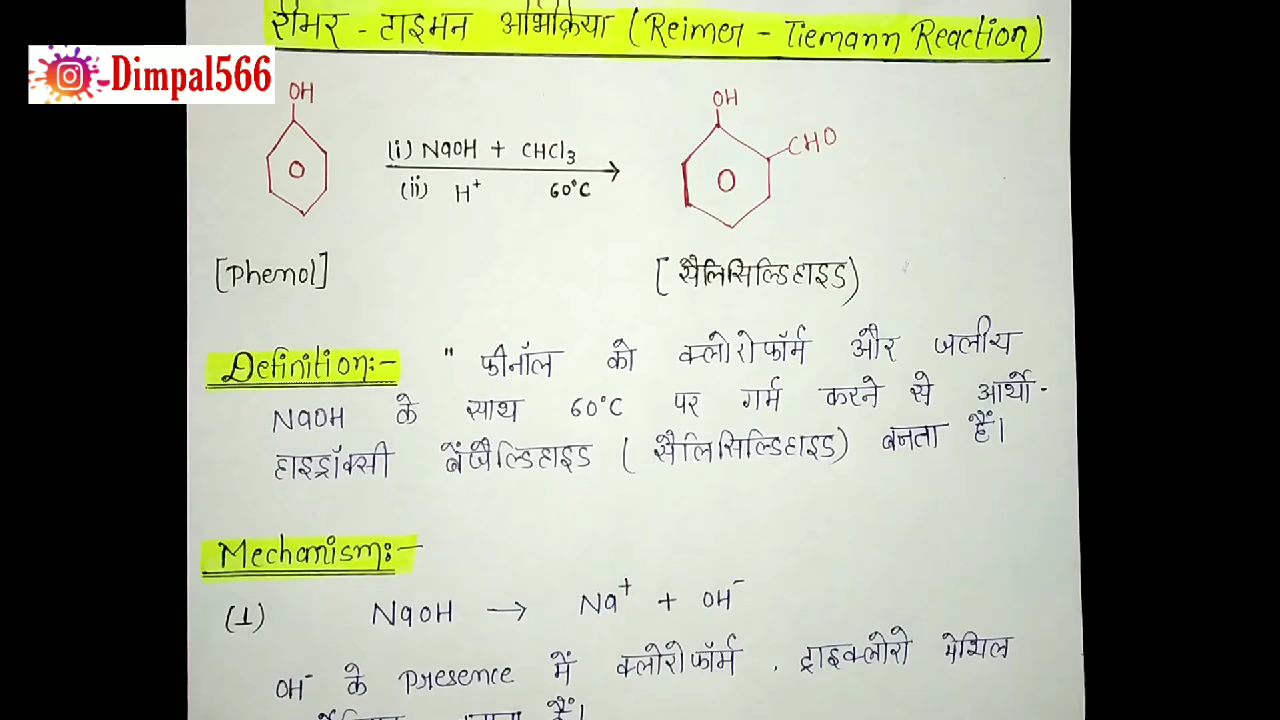 रीमर - टाइमन अभिक्रिया (Reimer - Tiemann Reaction)
Dimpal566
OH
OH
CHO
(i) NaOH + CHCl₃
(ii) H⁺ 60°C
[Phenol]
[सैलिसिल्डिहाइड)
Definition:- " फीनॉल को क्लोरोफॉर्म और जलीय
NaOH के साथ 60°C पर गर्म करने से आर्थो-
हाइड्रॉक्सी बेंजैल्डिहाइड (सैलिसिल्डिहाइड) बनता हैं।
Mechanism:-
(1) NaOH → Na⁺ + OH⁻
OH⁻ के presence में क्लोरोफॉर्म, ट्राइक्लोरो मेथिल
हैं।